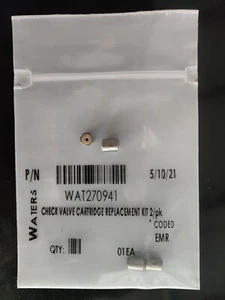 P/N
5/10/21
WAT270941
CHECK VALVE CARTRIDGE REPLACEMENT KIT 2/pk
* CODED
EMR
WATERS
QTY:
01EA